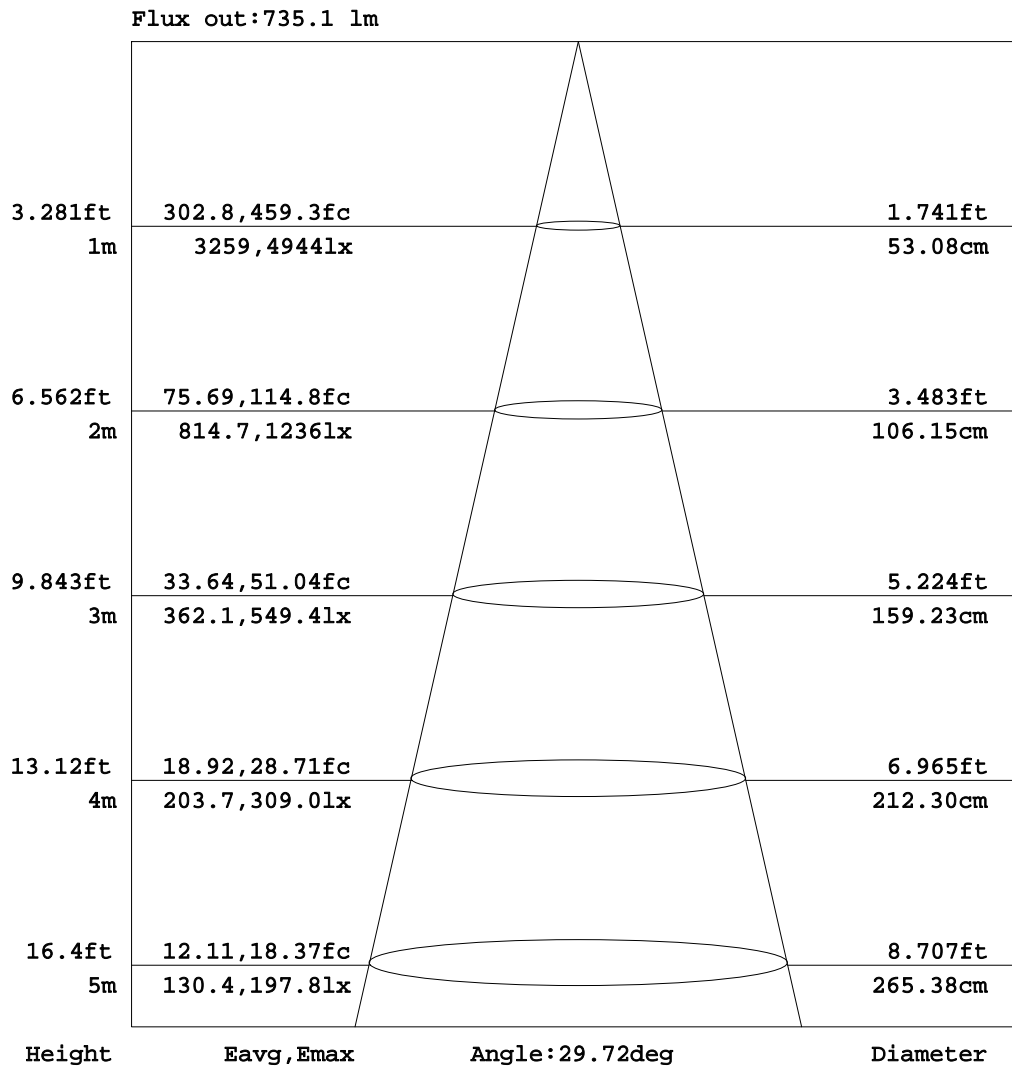 Flux out:735.1 lm
3.281ft 302.8,459.3fc 1.741ft
1m 3259,4944lx 53.08cm
6.562ft 75.69,114.8fc 3.483ft
2m 814.7,1236lx 106.15cm
9.843ft 33.64,51.04fc 5.224ft
3m 362.1,549.4lx 159.23cm
13.12ft 18.92,28.71fc 6.965ft
4m 203.7,309.0lx 212.30cm
16.4ft 12.11,18.37fc 8.707ft
5m 130.4,197.8lx 265.38cm
Height Eavg,Emax Angle:29.72deg Diameter